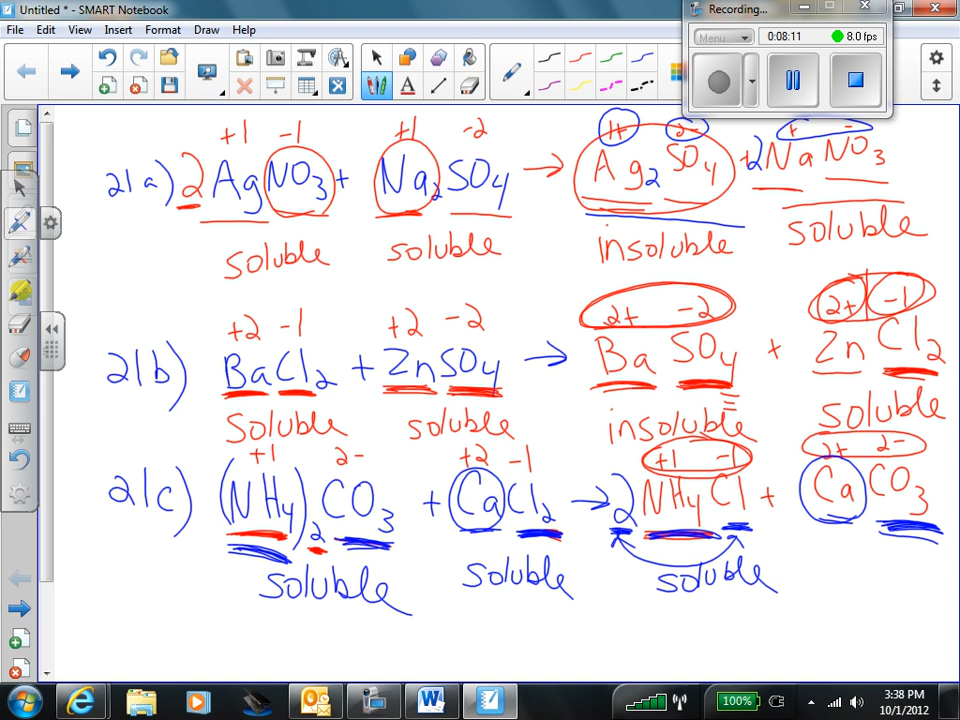 Untitled * - SMART Notebook
Recording...
File Edit View Insert Format Draw Help
Menu 0:08:11 8.0 fps
+1 -1 +1 -2 1+ 2- + -
21a) 2 AgNO3 + Na2SO4 → Ag2SO4 + 2NaNO3
soluble soluble insoluble soluble
+2 -1 +2 -2 2+ -2 2+ -1
21b) BaCl2 + ZnSO4 → BaSO4 + ZnCl2
soluble soluble insoluble soluble
+1 2- +2 -1 +1 -1 2+ 2-
21c) (NH4)2CO3 + CaCl2 → 2NH4Cl + CaCO3
soluble soluble soluble
100%
3:38 PM
10/1/2012